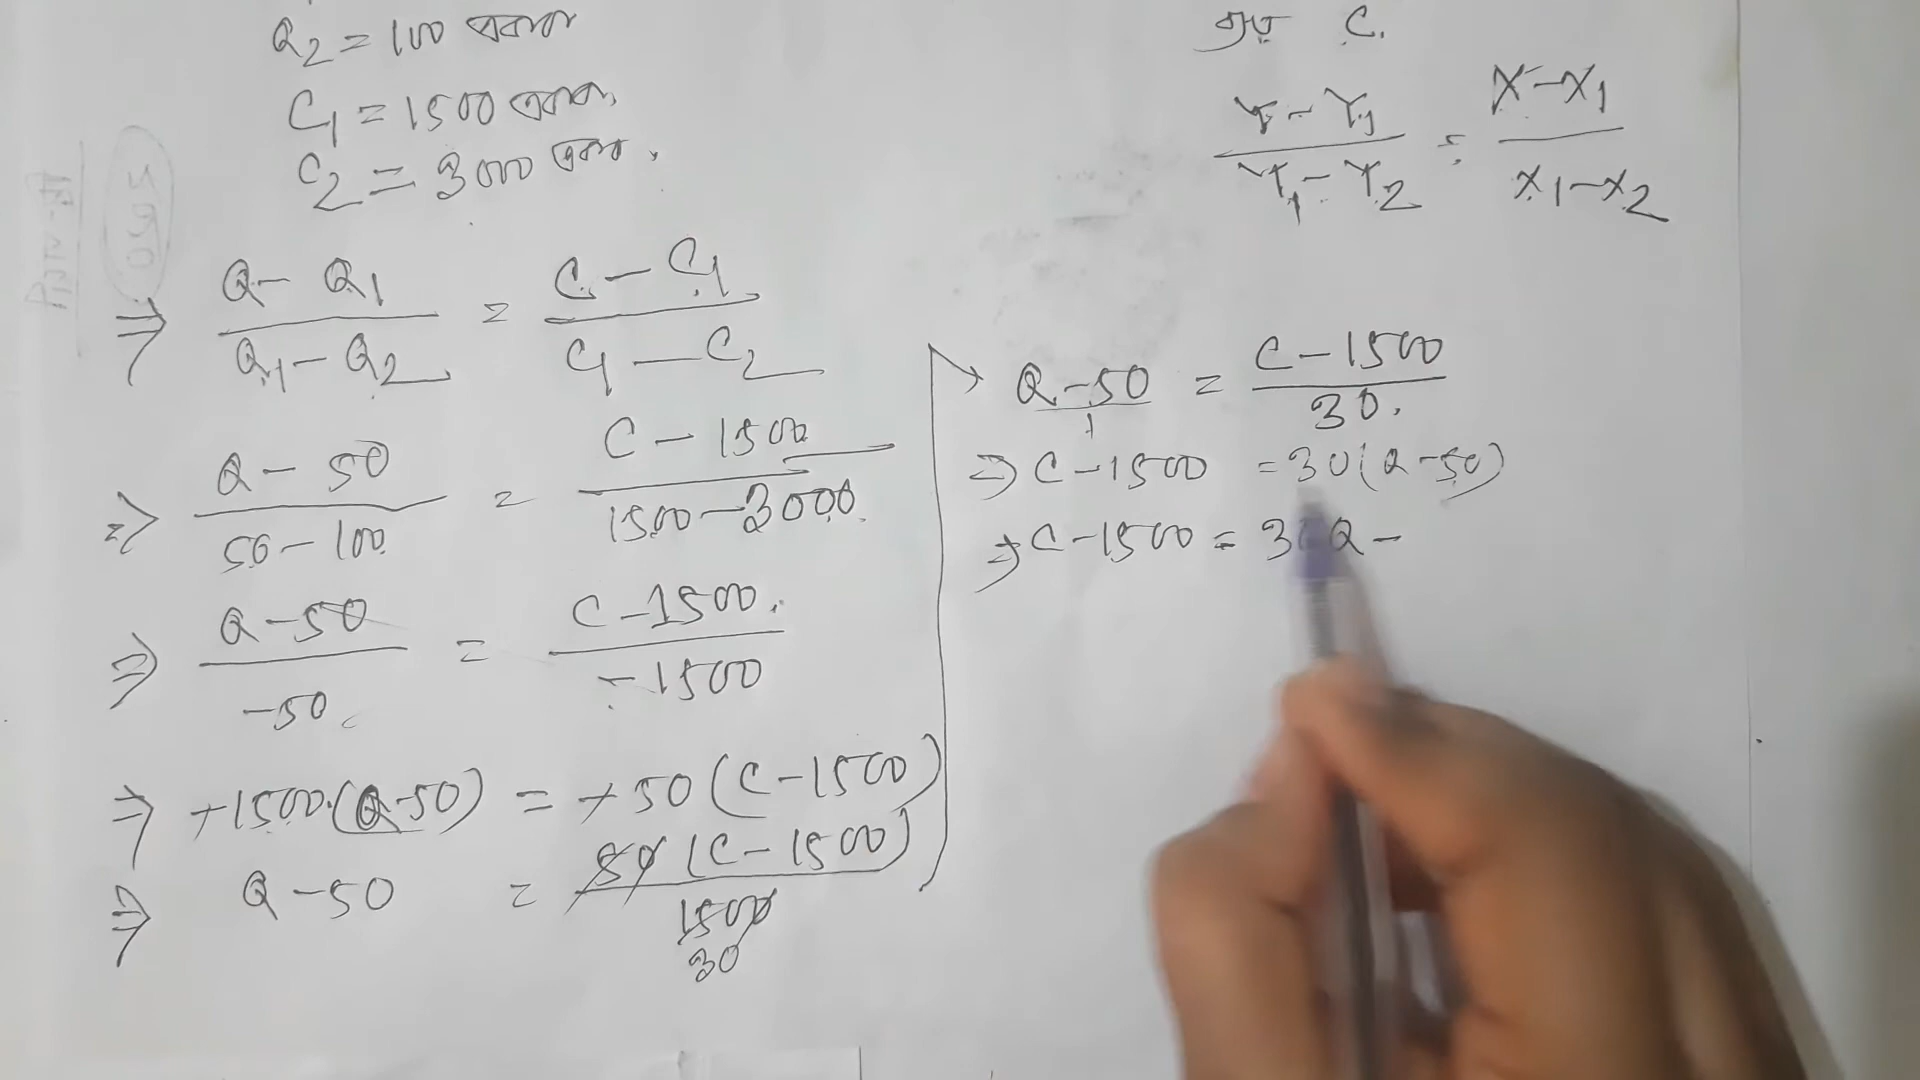 Q2 = 100 একক
C1 = 1500 একক,
C2 = 3000 একক,
⇒ Q - Q1 / Q1 - Q2 = C - C1 / C1 - C2
⇒ Q - 50 / 50 - 100 = C - 1500 / 1500 - 3000
⇒ Q - 50 / -50 = C - 1500 / -1500
⇒ +1500(Q-50) = +50(C-1500)
⇒ Q - 50 = 50(C-1500) / 1500
30
C.
Y - Y1 / Y1 - Y2 = X - X1 / X1 - X2
→ Q - 50 / 1 = C - 1500 / 30.
⇒ C - 1500 = 30(Q-50)
⇒ C - 1500 = 30Q -